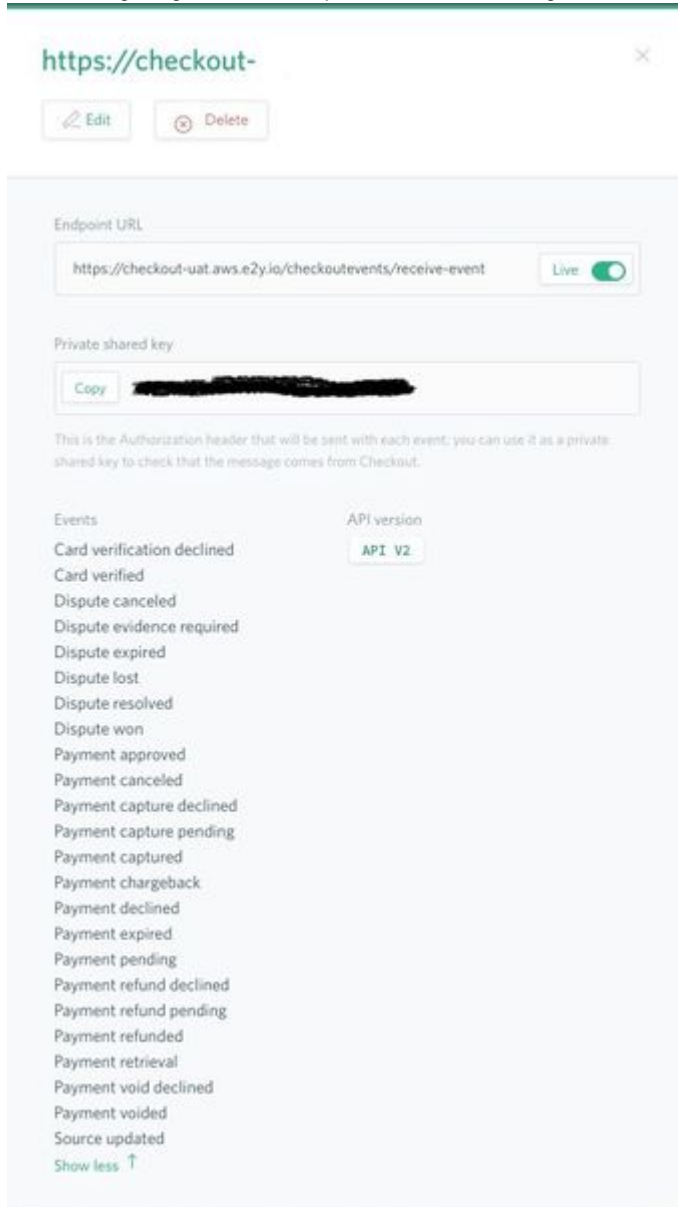 https://checkout-
Edit
Delete
Endpoint URL
https://checkout-uat.aws.e2y.io/checkoutevents/receive-event
Live
Private shared key
Copy
This is the Authorization header that will be sent with each event; you can use it as a private
shared key to check that the message comes from Checkout.
Events
API version
Card verification declined
API V2
Card verified
Dispute canceled
Dispute evidence required
Dispute expired
Dispute lost
Dispute resolved
Dispute won
Payment approved
Payment canceled
Payment capture declined
Payment capture pending
Payment captured
Payment chargeback
Payment declined
Payment expired
Payment pending
Payment refund declined
Payment refund pending
Payment refunded
Payment retrieval
Payment void declined
Payment voided
Source updated
Show less ↑